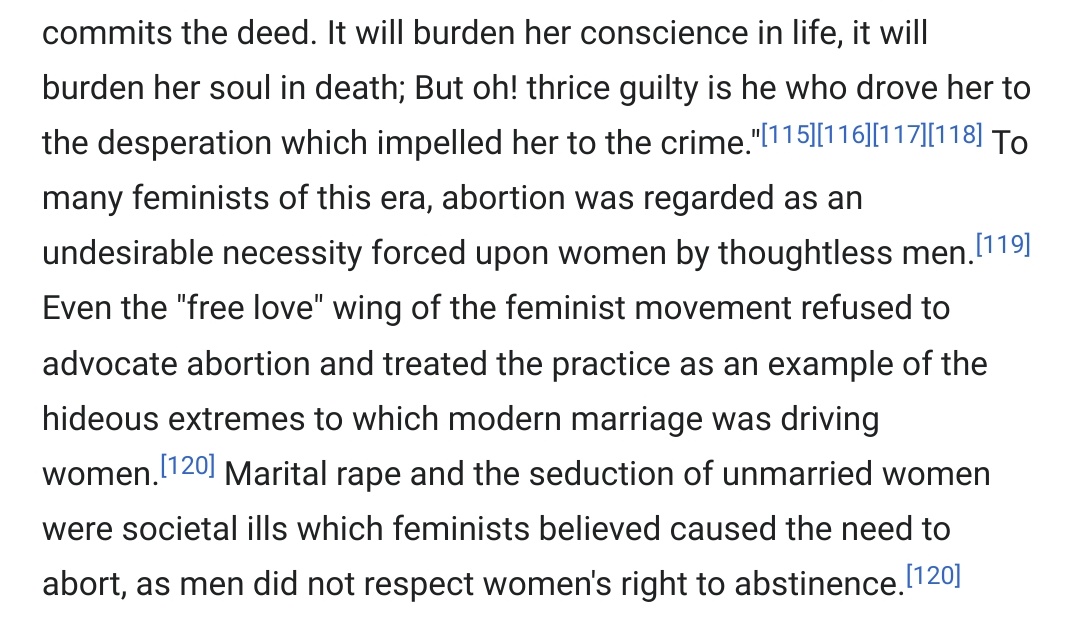 commits the deed. It will burden her conscience in life, it will
burden her soul in death; But oh! thrice guilty is he who drove her to
the desperation which impelled her to the crime."[115][116][117][118] To
many feminists of this era, abortion was regarded as an
undesirable necessity forced upon women by thoughtless men.[119]
Even the "free love" wing of the feminist movement refused to
advocate abortion and treated the practice as an example of the
hideous extremes to which modern marriage was driving
women.[120] Marital rape and the seduction of unmarried women
were societal ills which feminists believed caused the need to
abort, as men did not respect women's right to abstinence.[120]